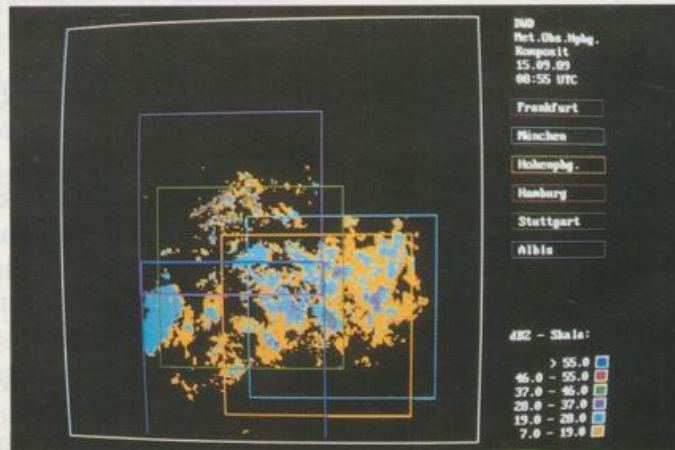 DWD
Met.Obs.Hpbg.
Komposit
15.09.89
08:55 UTC
Frankfurt
München
Hohenpbg.
Hamburg
Stuttgart
Albis
dBZ - Skala:
> 55.0
46.0 - 55.0
37.0 - 46.0
28.0 - 37.0
19.0 - 28.0
7.0 - 19.0